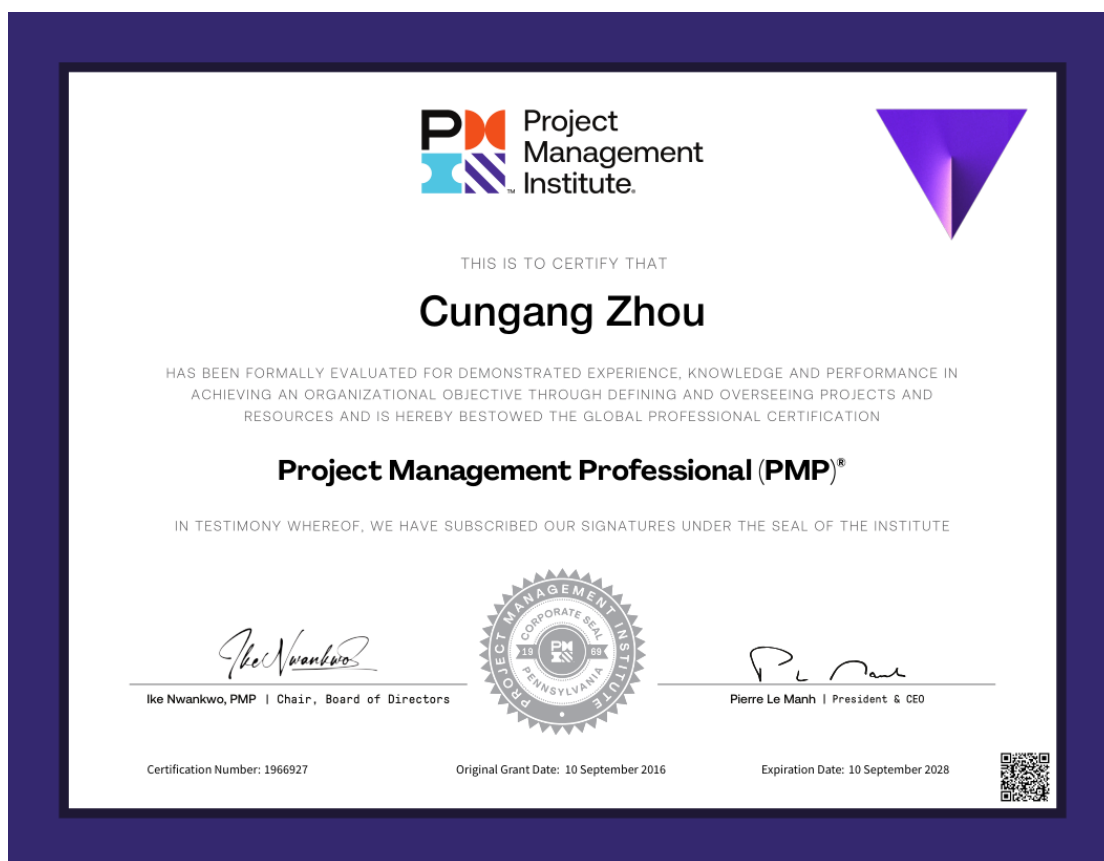 Project
Management
Institute®
THIS IS TO CERTIFY THAT
Cungang Zhou
HAS BEEN FORMALLY EVALUATED FOR DEMONSTRATED EXPERIENCE, KNOWLEDGE AND PERFORMANCE IN
ACHIEVING AN ORGANIZATIONAL OBJECTIVE THROUGH DEFINING AND OVERSEEING PROJECTS AND
RESOURCES AND IS HEREBY BESTOWED THE GLOBAL PROFESSIONAL CERTIFICATION
Project Management Professional (PMP)®
IN TESTIMONY WHEREOF, WE HAVE SUBSCRIBED OUR SIGNATURES UNDER THE SEAL OF THE INSTITUTE
PROJECT MANAGEMENT INSTITUTE
CORPORATE SEAL
19 69
PENNSYLVANIA
Ike Nwankwo
Ike Nwankwo, PMP | Chair, Board of Directors
P L Manh
Pierre Le Manh | President & CEO
Certification Number: 1966927
Original Grant Date: 10 September 2016
Expiration Date: 10 September 2028